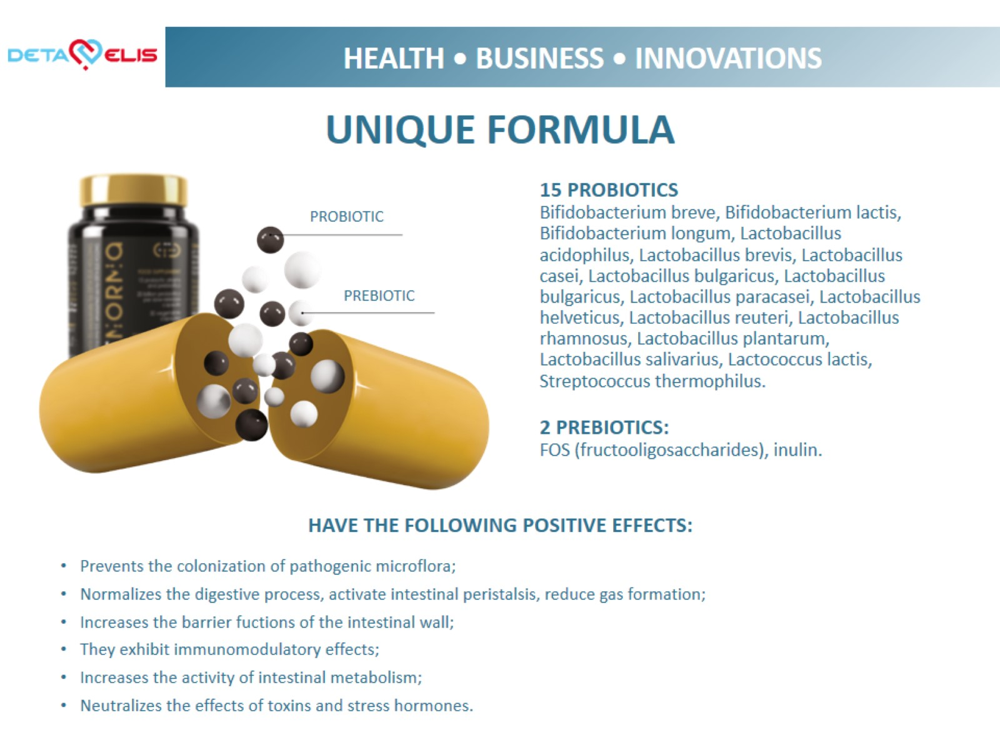 DETA ELIS
HEALTH • BUSINESS • INNOVATIONS
UNIQUE FORMULA
NORMA
FOOD SUPPLEMENT
PROBIOTIC
PREBIOTIC
15 PROBIOTICS
Bifidobacterium breve, Bifidobacterium lactis,
Bifidobacterium longum, Lactobacillus
acidophilus, Lactobacillus brevis, Lactobacillus
casei, Lactobacillus bulgaricus, Lactobacillus
bulgaricus, Lactobacillus paracasei, Lactobacillus
helveticus, Lactobacillus reuteri, Lactobacillus
rhamnosus, Lactobacillus plantarum,
Lactobacillus salivarius, Lactococcus lactis,
Streptococcus thermophilus.
2 PREBIOTICS:
FOS (fructooligosaccharides), inulin.
HAVE THE FOLLOWING POSITIVE EFFECTS:
• Prevents the colonization of pathogenic microflora;
• Normalizes the digestive process, activate intestinal peristalsis, reduce gas formation;
• Increases the barrier fuctions of the intestinal wall;
• They exhibit immunomodulatory effects;
• Increases the activity of intestinal metabolism;
• Neutralizes the effects of toxins and stress hormones.